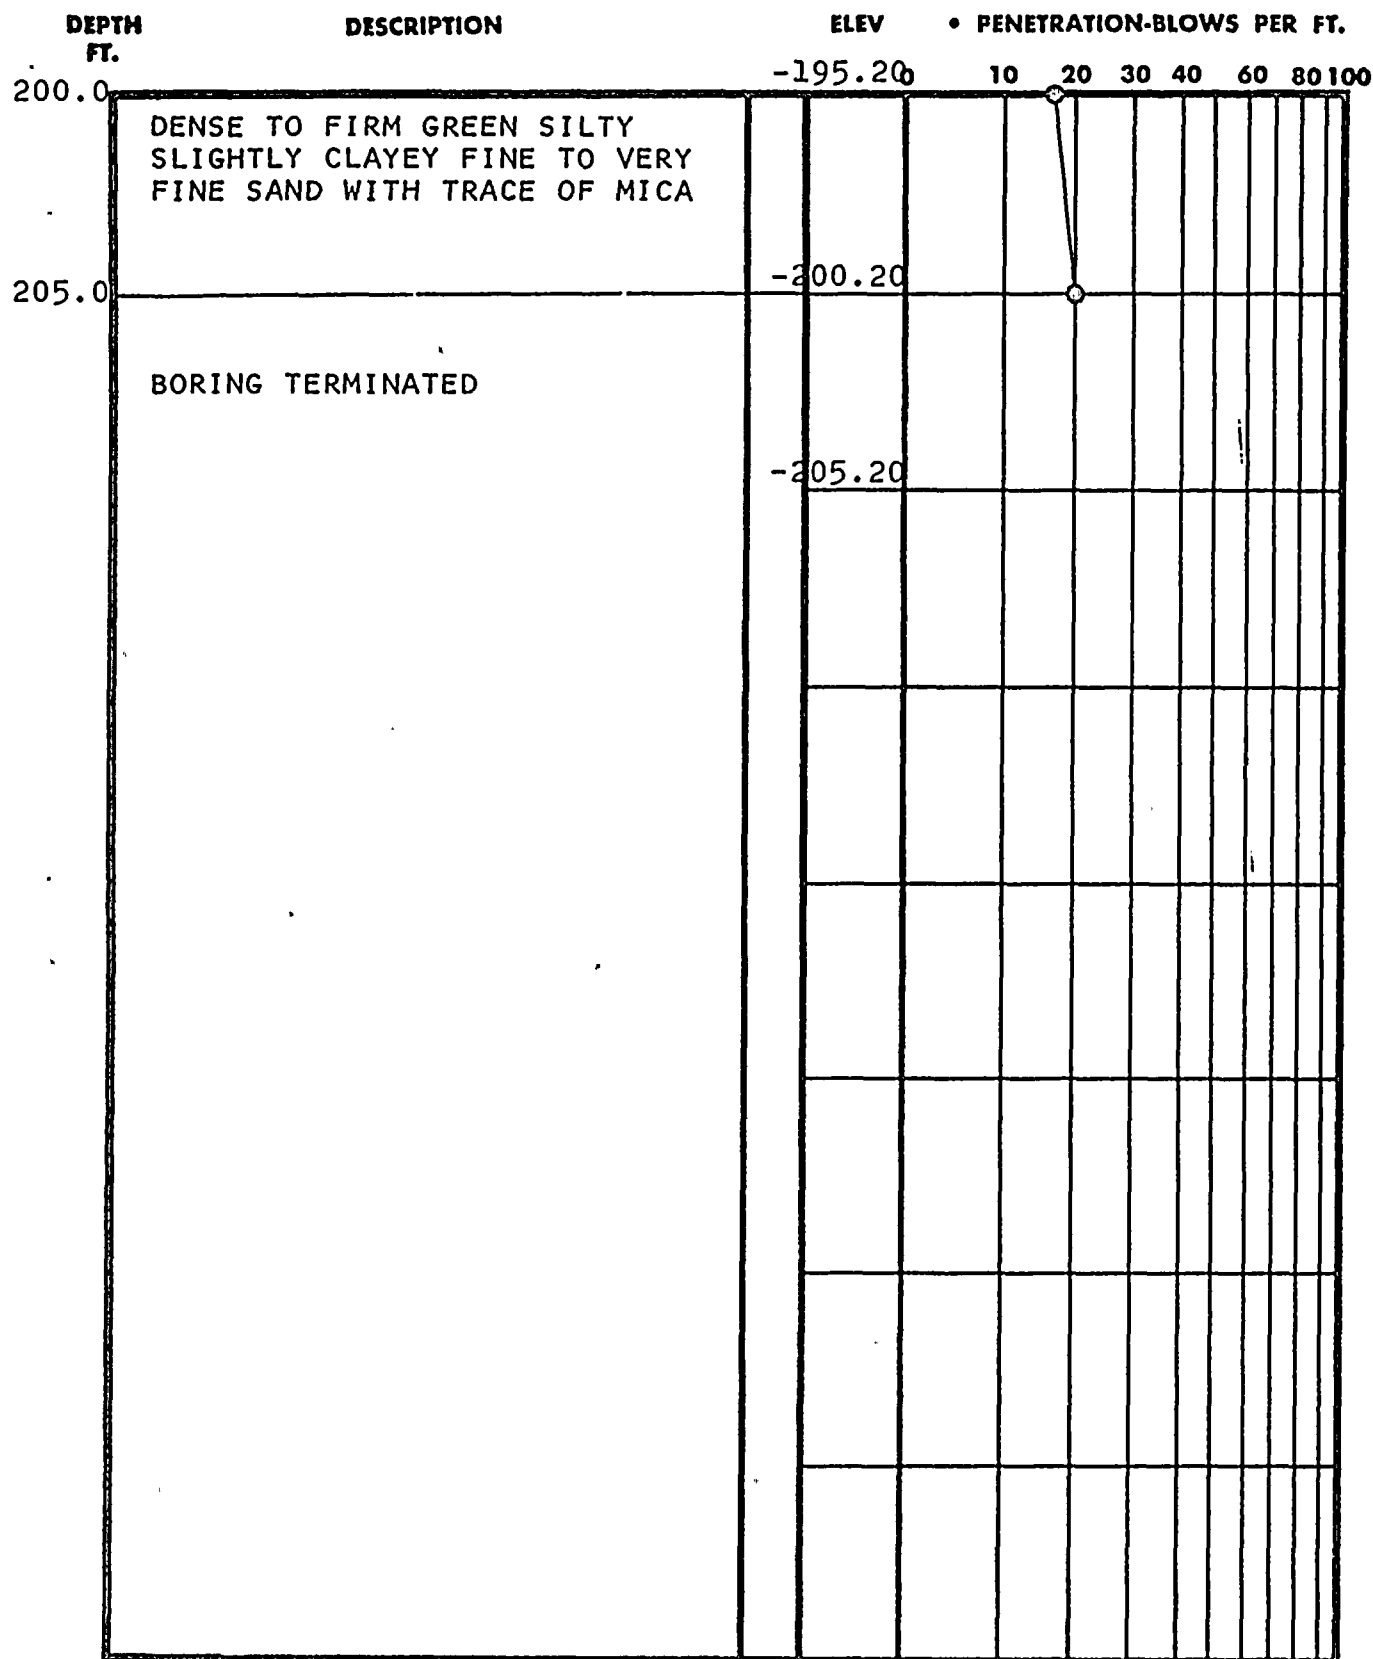 DEPTH FT. DESCRIPTION ELEV • PENETRATION-BLOWS PER FT.
-195.20 0 10 20 30 40 60 80 100
200.0
DENSE TO FIRM GREEN SILTY
SLIGHTLY CLAYEY FINE TO VERY
FINE SAND WITH TRACE OF MICA
205.0 -200.20
BORING TERMINATED
-205.20